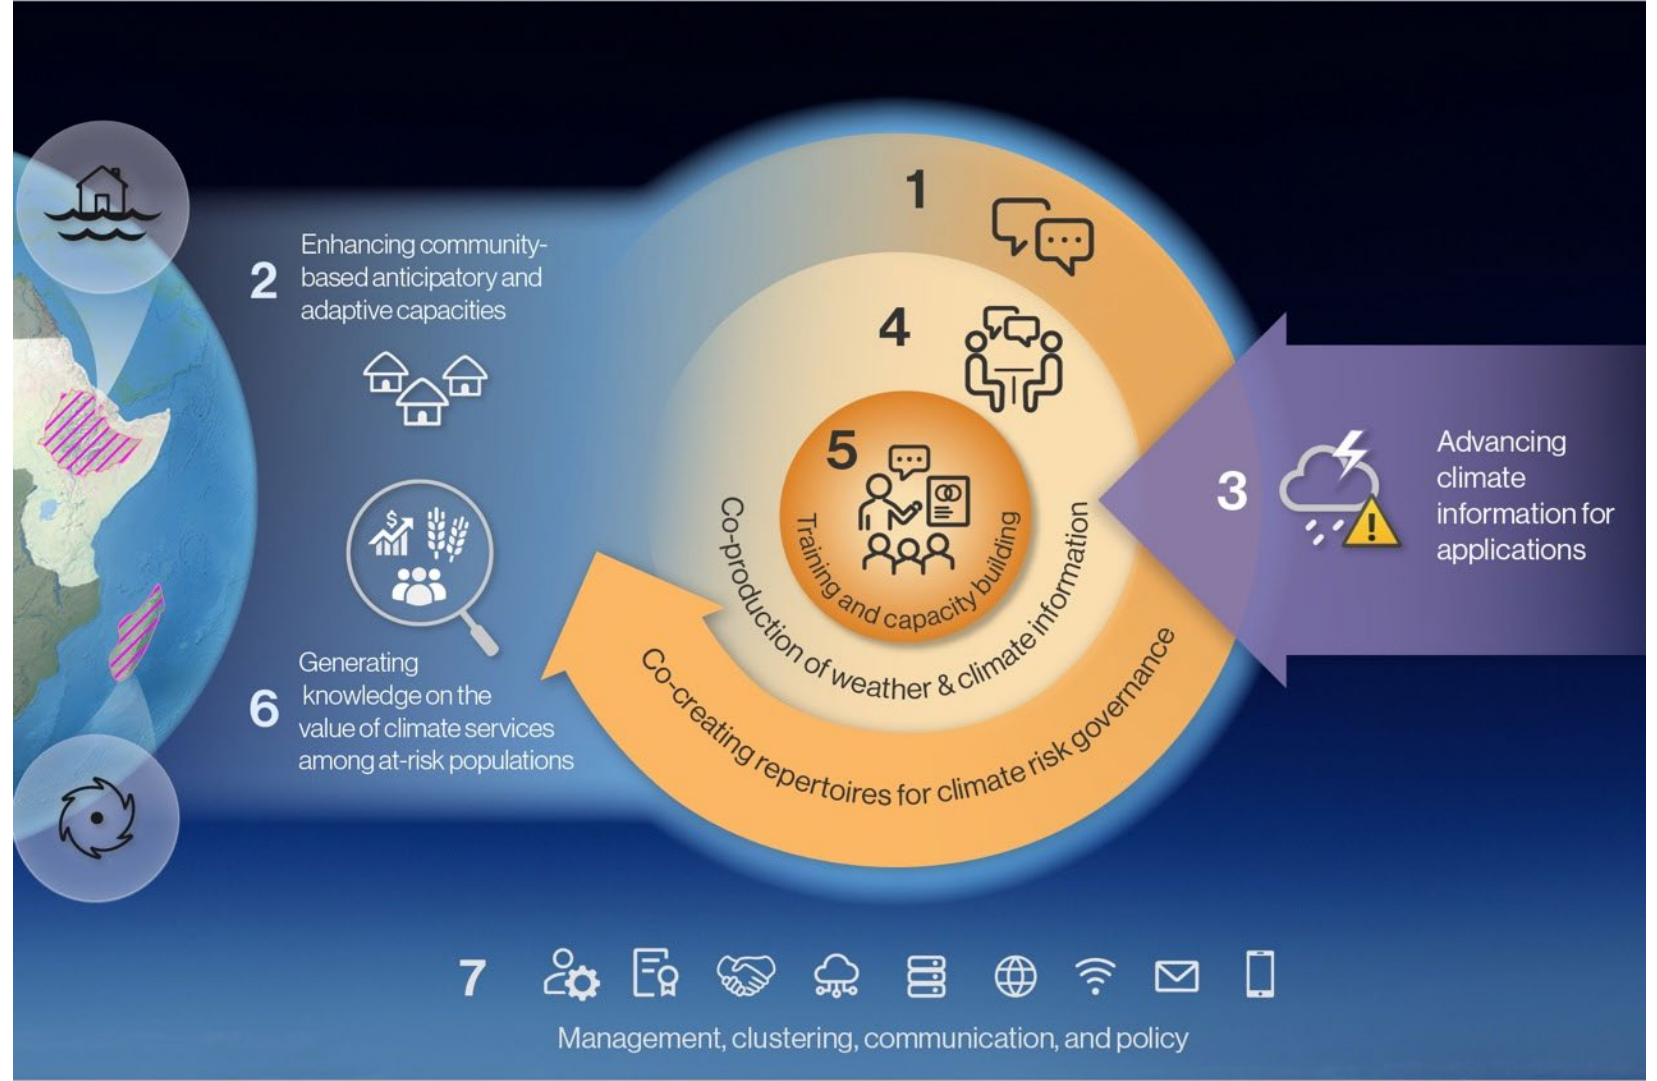 1
2
Enhancing community-
based anticipatory and
adaptive capacities
4
5
Training and capacity building
Co-production of weather & climate information
Co-creating repertoires for climate risk governance
3
Advancing
climate
information for
applications
$
!
6
Generating
knowledge on the
value of climate services
among at-risk populations
7
Management, clustering, communication, and policy